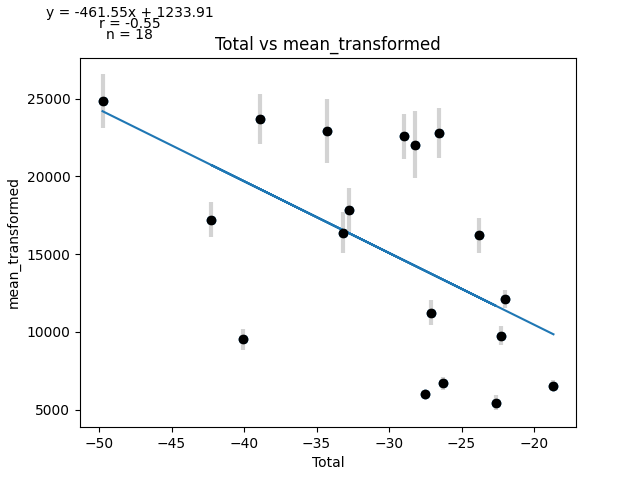 y = -461.55x + 1233.91
r = -0.55
n = 18
Total vs mean_transformed
mean_transformed
25000
20000
15000
10000
5000
−50
−45
−40
−35
−30
−25
−20
Total